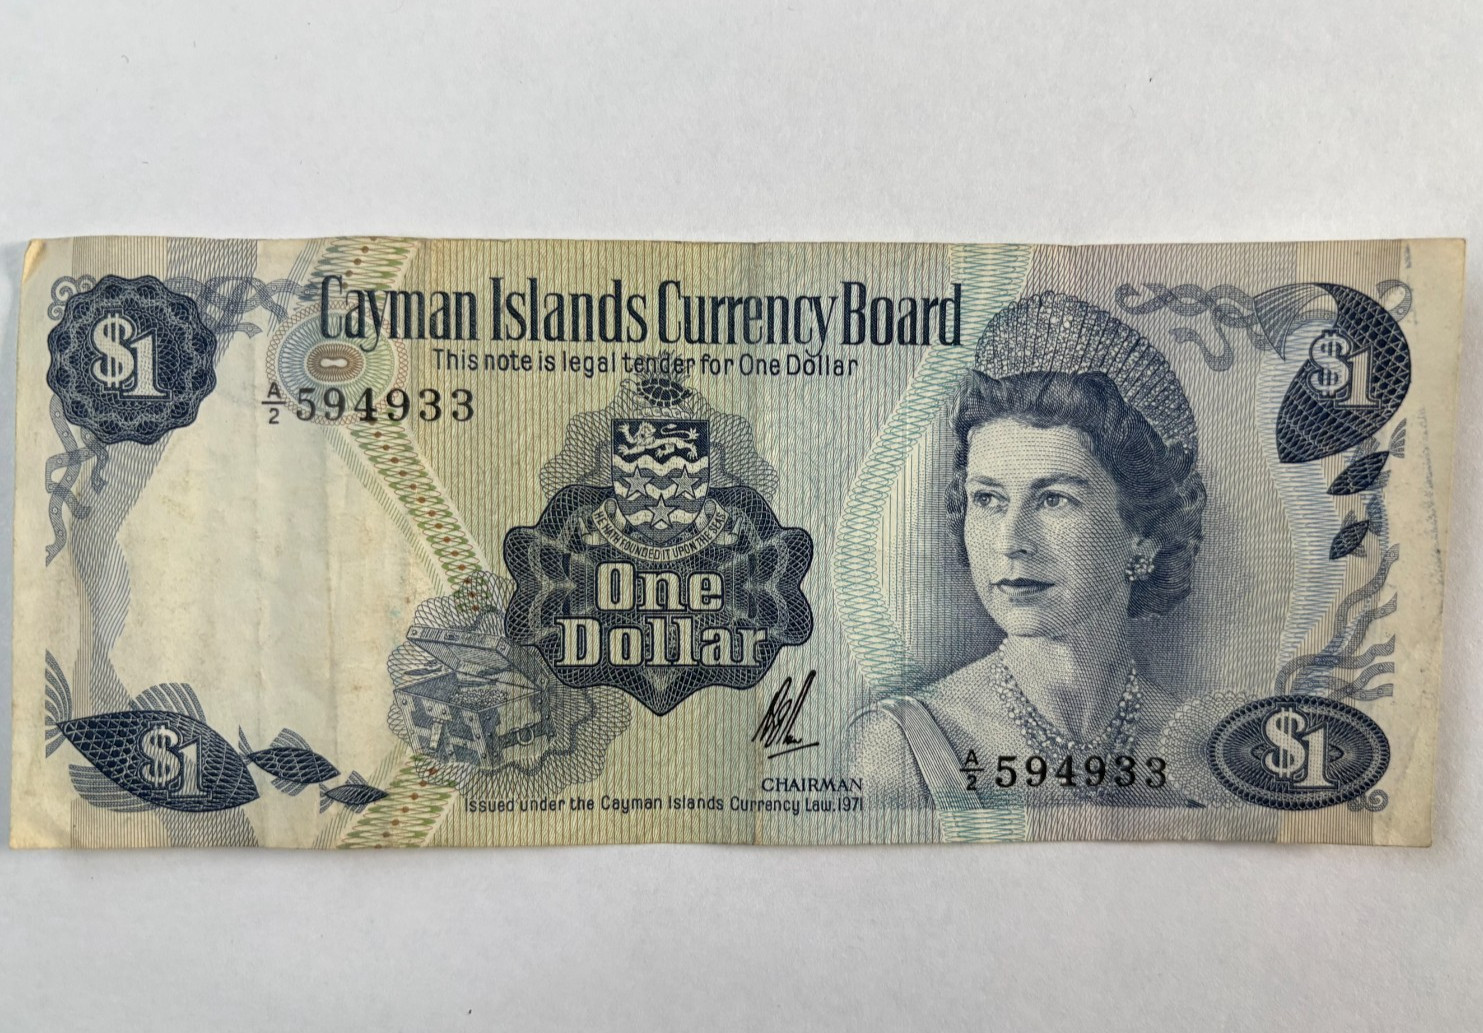 Cayman Islands Currency Board
This note is legal tender for One Dollar
$1
$1
A/2 594933
HE HATH FOUNDED IT UPON THE SEAS
One
Dollar
$1
A/2 594933
$1
CHAIRMAN
Issued under the Cayman Islands Currency Law. 1971